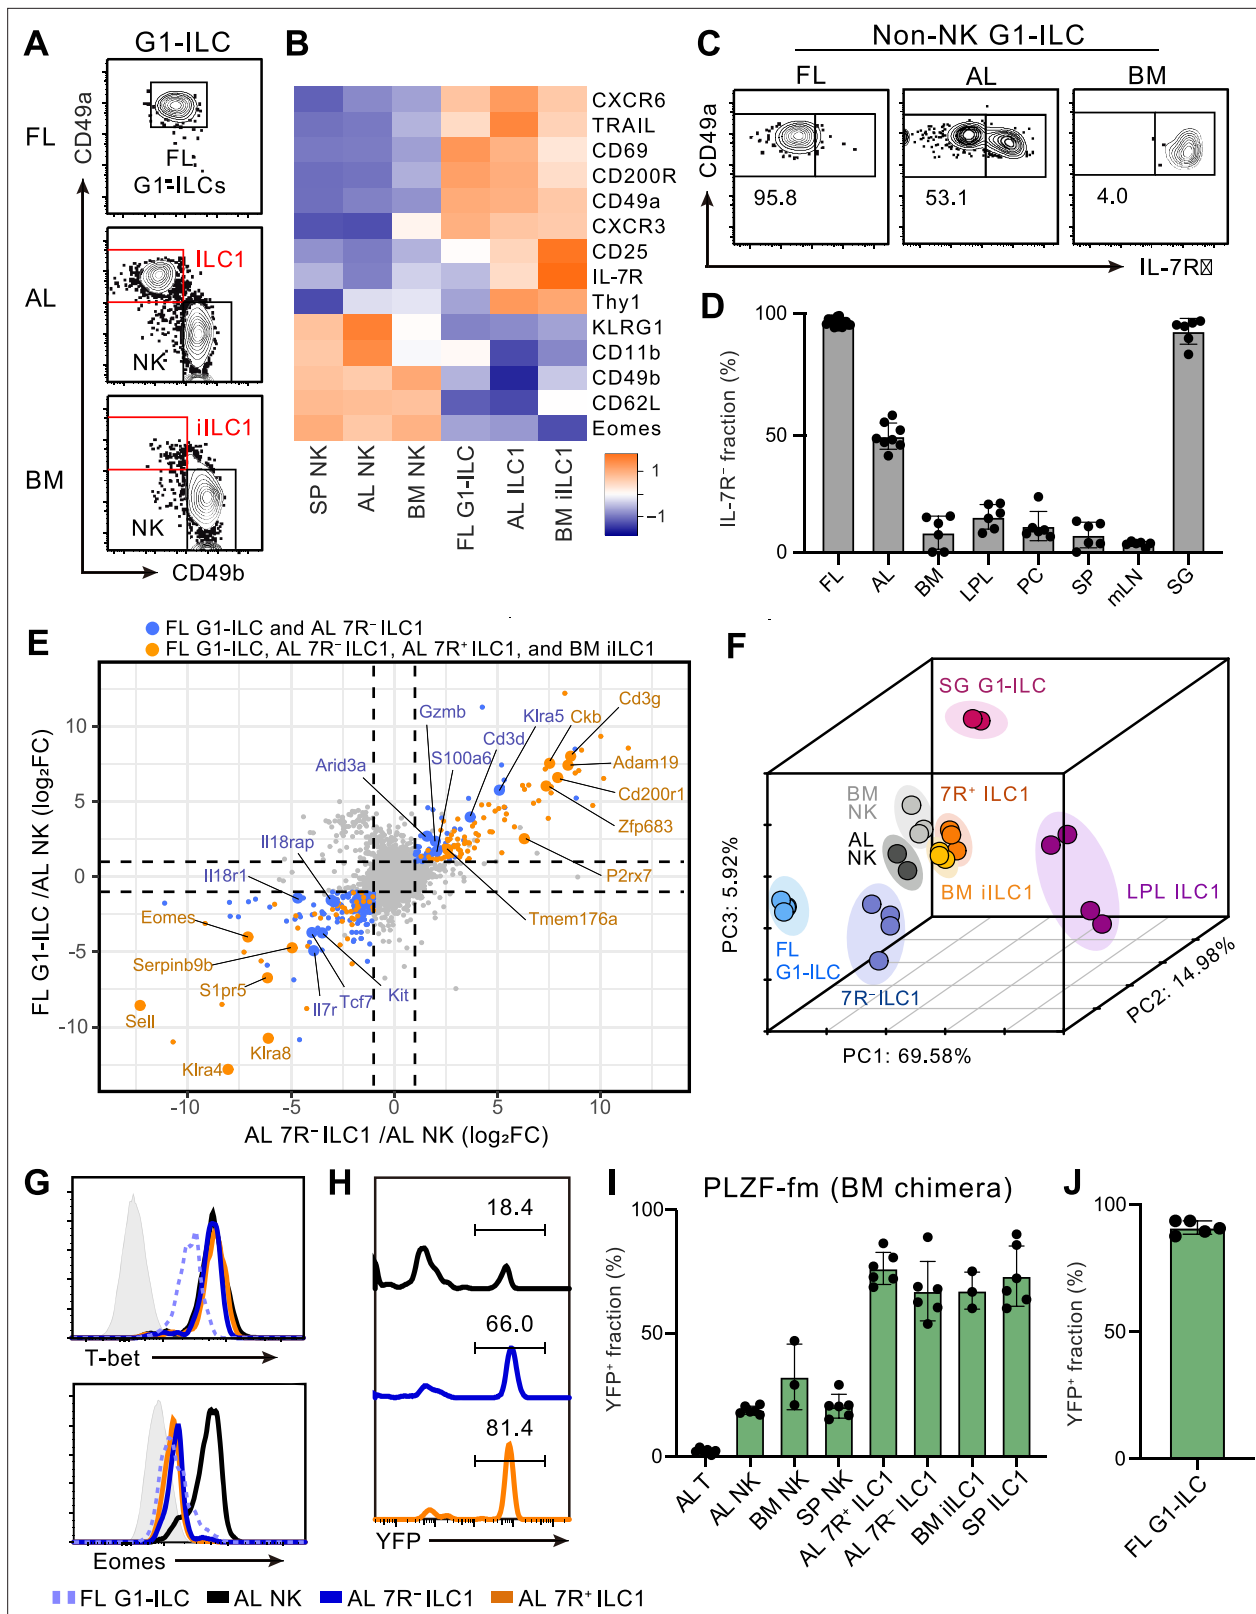 A
G1-ILC
FL
CD49a
FL
G1-ILCs
AL
ILC1
NK
BM
iILC1
NK
CD49b
B
CXCR6
TRAIL
CD69
CD200R
CD49a
CXCR3
CD25
IL-7R
Thy1
KLRG1
CD11b
CD49b
CD62L
Eomes
SP NK
AL NK
BM NK
FL G1-ILC
AL ILC1
BM iILC1
1
−1
C
Non-NK G1-ILC
FL AL BM
CD49a
95.8
53.1
4.0
IL-7R
D
IL-7R⁻ fraction (%)
100
50
0
FL
AL
BM
LPL
PC
SP
mLN
SG
E
FL G1-ILC and AL 7R⁻ILC1
FL G1-ILC, AL 7R⁻ILC1, AL 7R⁺ILC1, and BM iILC1
FL G1-ILC /AL NK (log₂FC)
10
5
0
-5
-10
Gzmb
Klra5
Cd3g
Ckb
Cd3d
S100a6
Arid3a
Adam19
Cd200r1
Zfp683
P2rx7
Tmem176a
Il18rap
Il18r1
Eomes
Serpinb9b
S1pr5
Sell
Klra4
Klra8
Il7r
Tcf7
Kit
-10 -5 0 5 10
AL 7R⁻ILC1 /AL NK (log₂FC)
F
SG G1-ILC
BM
NK
7R⁺ ILC1
AL
NK
BM iILC1
LPL ILC1
FL
G1-ILC
7R⁻ILC1
PC3: 5.92%
PC1: 69.58%
PC2: 14.98%
G
T-bet
Eomes
H
18.4
66.0
81.4
YFP
FL G1-ILC AL NK AL 7R⁻ILC1 AL 7R⁺ILC1
I
PLZF-fm (BM chimera)
YFP⁺ fraction (%)
100
50
0
AL T
AL NK
BM NK
SP NK
AL 7R⁺ ILC1
AL 7R⁻ ILC1
BM iILC1
SP ILC1
J
YFP⁺ fraction (%)
100
50
0
FL G1-ILC